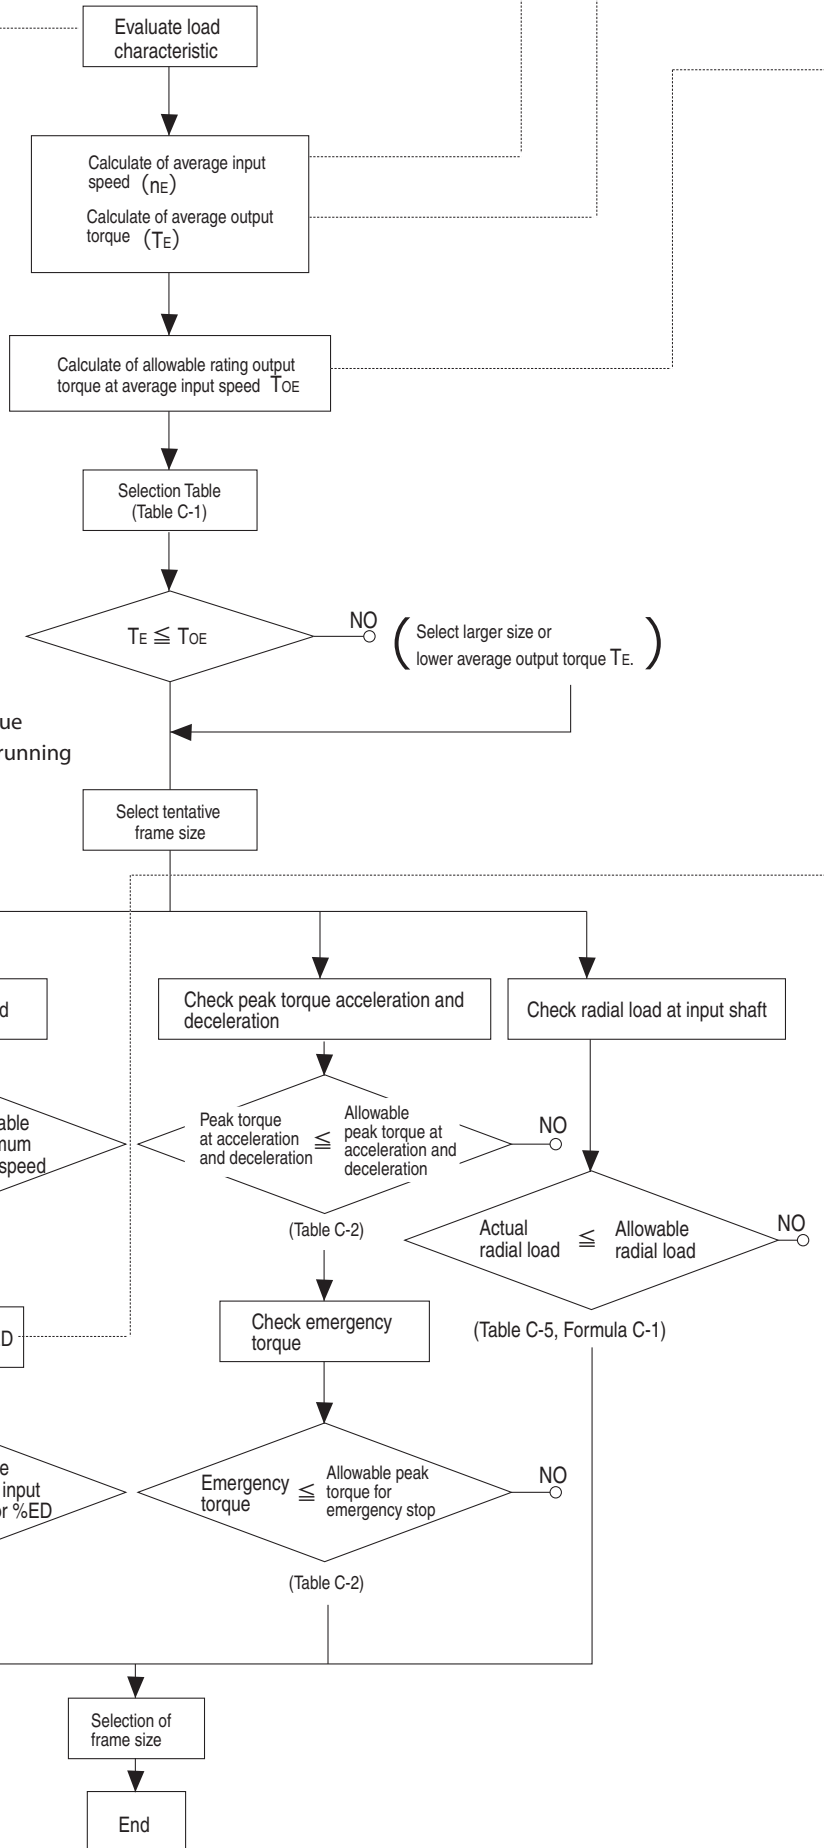 Evaluate load
characteristic
Calculate of average input
speed (nE)
Calculate of average output
torque (TE)
Calculate of allowable rating output
torque at average input speed TOE
Selection Table
(Table C-1)
TE ≦ TOE
NO
Select larger size or
lower average output torque TE.
ue
running
Select tentative
frame size
d
Check peak torque acceleration and
deceleration
Check radial load at input shaft
able
num
speed
Peak torque
at acceleration
and deceleration
≦
Allowable
peak torque at
acceleration and
deceleration
NO
(Table C-2)
Actual
radial load
≦
Allowable
radial load
NO
(Table C-5, Formula C-1)
ED
Check emergency
torque
e
input
or %ED
Emergency
torque
≦
Allowable peak
torque for
emergency stop
NO
(Table C-2)
Selection of
frame size
End